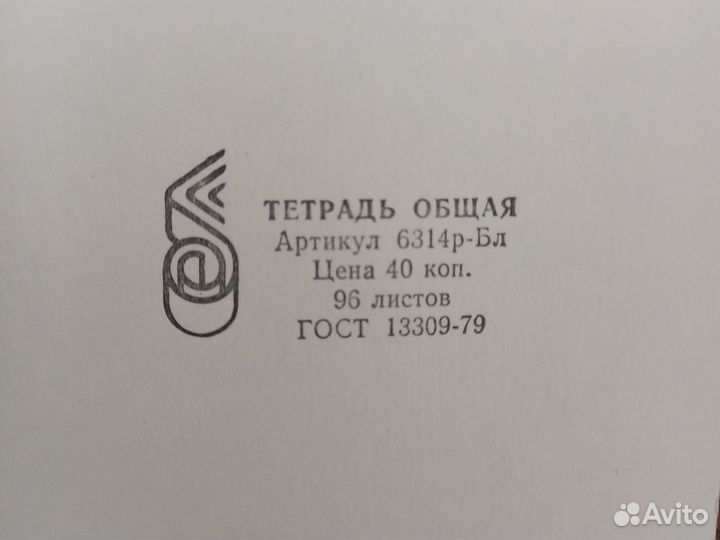 ТЕТРАДЬ ОБЩАЯ
Артикул 6314р-Бл
Цена 40 коп.
96 листов
ГОСТ 13309-79
Avito